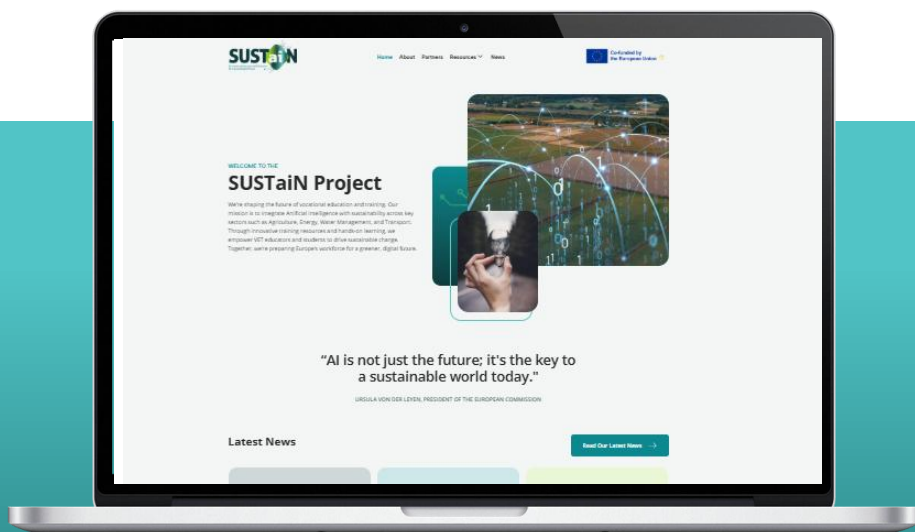 SUSTaiN
Home About Partners Resources News
Co-funded by
the European Union
WELCOME TO THE
SUSTaiN Project
We're shaping the future of vocational education and training. Our
mission is to integrate Artificial Intelligence with sustainability across key
sectors such as Agriculture, Energy, Water Management, and Transport.
Through innovative training resources and hands-on learning, we
empower VET educators and students to drive sustainable change.
Together, we're preparing Europe's workforce for a greener, digital future.
“AI is not just the future; it's the key to
a sustainable world today."
URSULA VON DER LEYEN, PRESIDENT OF THE EUROPEAN COMMISSION
Latest News
Read Our Latest News